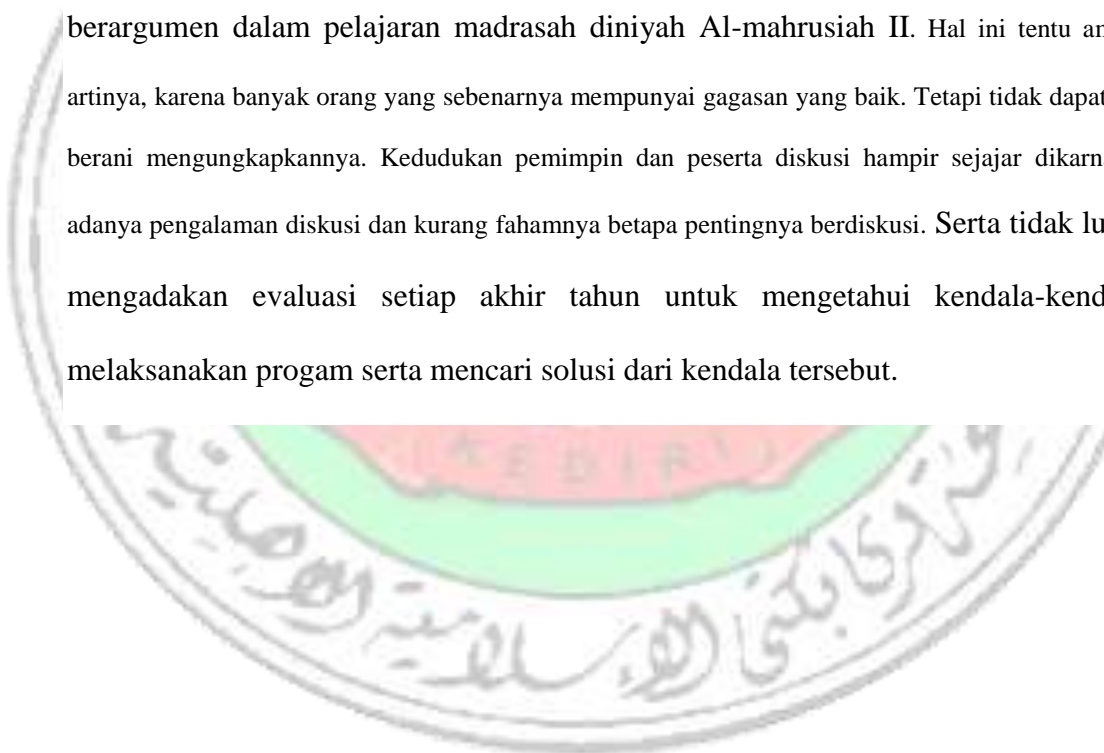 berargumen dalam pelajaran madrasah diniyah Al-mahrusiah II. Hal ini tentu
artinya, karena banyak orang yang sebenarnya mempunyai gagasan yang baik. Tetapi tidak dapat
berani mengungkapkannya. Kedudukan pemimpin dan peserta diskusi hampir sejajar
adanya pengalaman diskusi dan kurang fahamnya betapa pentingnya berdiskusi. Serta tidak
mengadakan evaluasi setiap akhir tahun untuk mengetahui
melaksanakan progam serta mencari solusi dari kendala tersebut.
KEDIRI